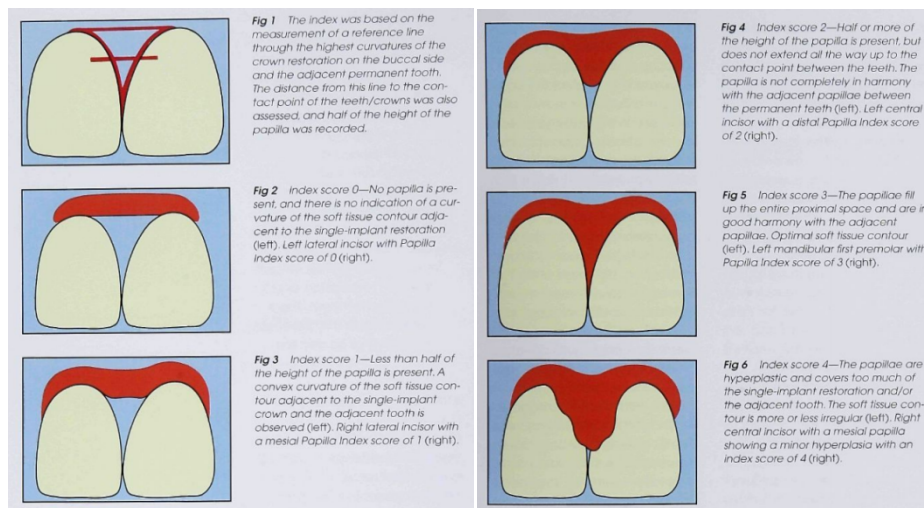 Fig 1 The index was based on the
measurement of a reference line
through the highest curvatures of the
crown restoration on the buccal side
and the adjacent permanent tooth.
The distance from this line to the con-
tact point of the teeth/crowns was also
assessed, and half of the height of the
papilla was recorded.
Fig 2 Index score 0—No papilla is pre-
sent, and there is no indication of a cur-
vature of the soft tissue contour adja-
cent to the single-implant restoration
(left). Left lateral incisor with Papilla
Index score of 0 (right).
Fig 3 Index score 1—Less than half of
the height of the papilla is present. A
convex curvature of the soft tissue con-
tour adjacent to the single-implant
crown and the adjacent tooth is
observed (left). Right lateral incisor with
a mesial Papilla Index score of 1 (right).
Fig 4 Index score 2—Half or more of
the height of the papilla is present, but
does not extend all the way up to the
contact point between the teeth. The
papilla is not completely in harmony
with the adjacent papillae between
the permanent teeth (left). Left central
incisor with a distal Papilla Index score
of 2 (right).
Fig 5 Index score 3—The papillae fill
up the entire proximal space and are in
good harmony with the adjacent
papillae. Optimal soft tissue contour
(left). Left mandibular first premolar with
Papilla Index score of 3 (right).
Fig 6 Index score 4—The papillae are
hyperplastic and covers too much of
the single-implant restoration and/or
the adjacent tooth. The soft tissue con-
tour is more or less irregular (left). Right
central incisor with a mesial papilla
showing a minor hyperplasia with an
index score of 4 (right).